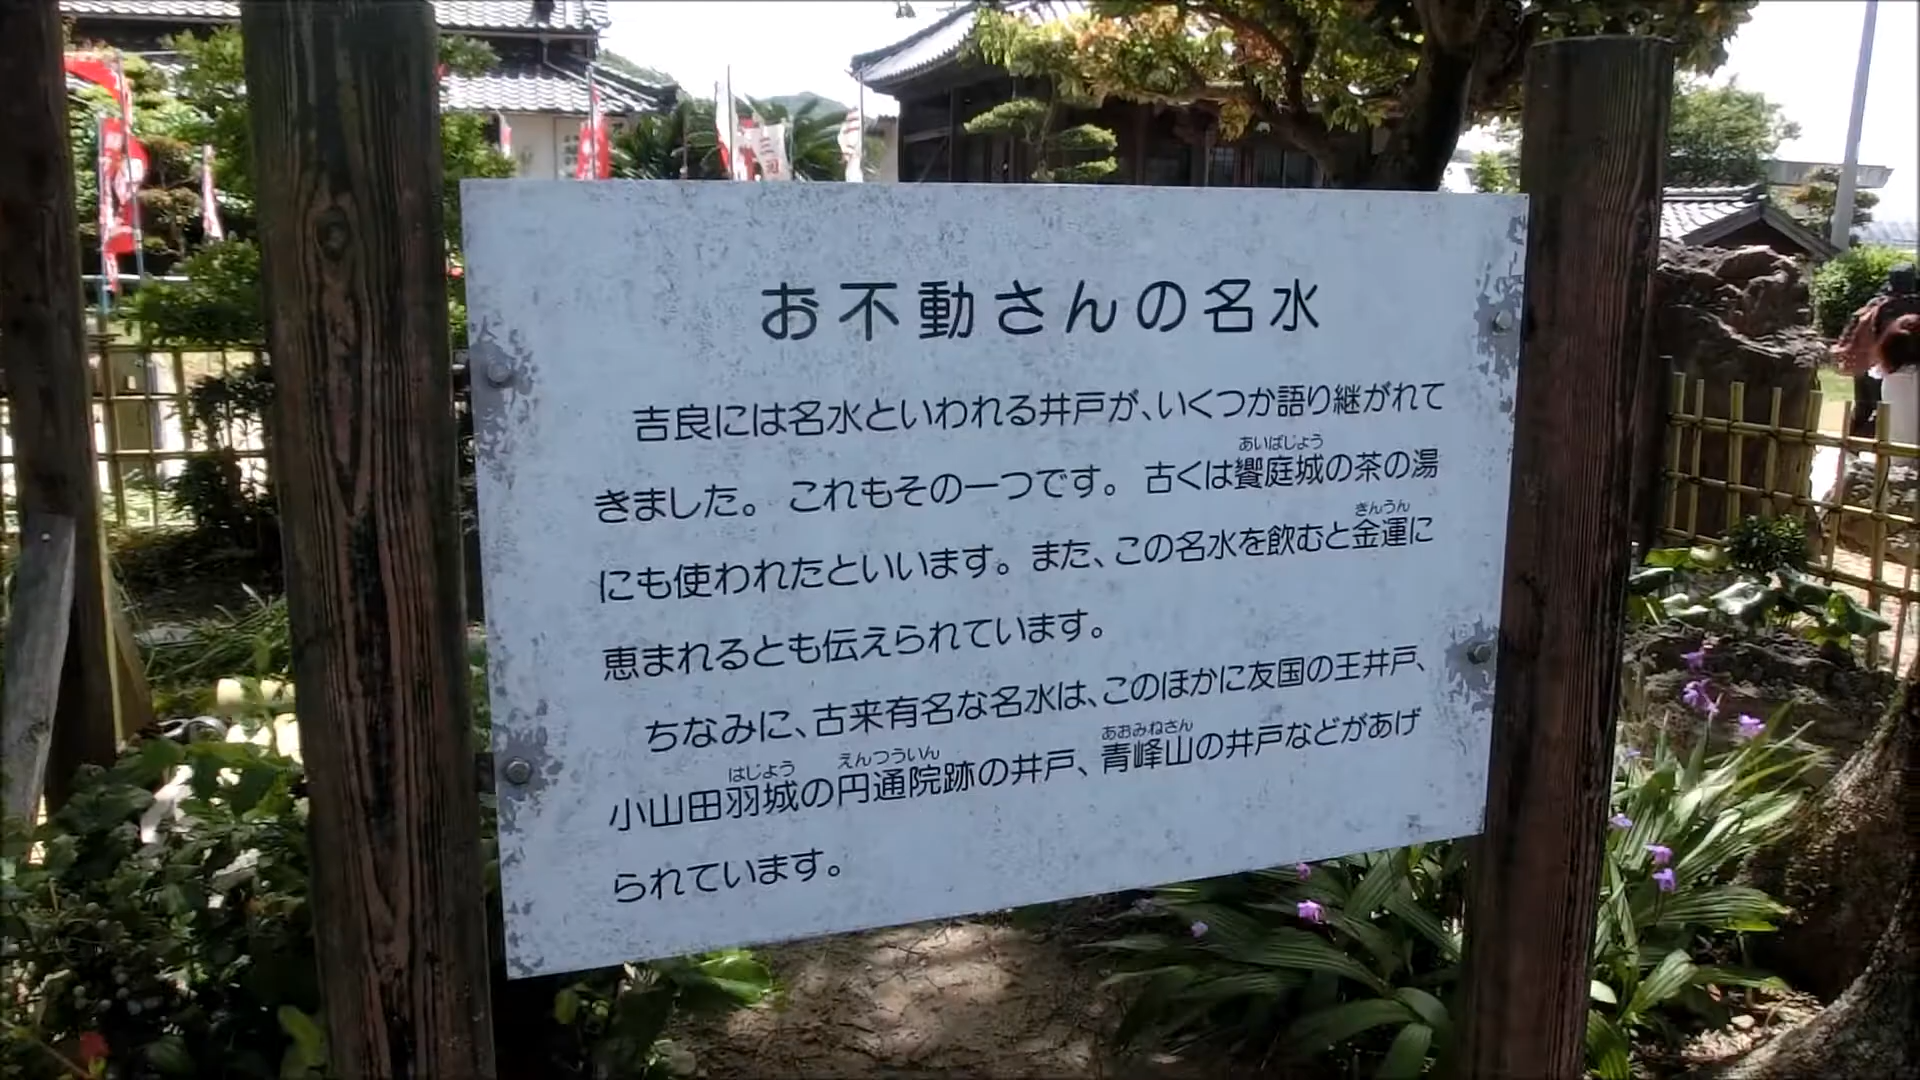 お不動さんの名水
吉良には名水といわれる井戸が、いくつか語り継がれて
きました。これもその一つです。古くは饗庭城の茶の湯
あいばじょう
にも使われたといいます。また、この名水を飲むと金運に
きんうん
恵まれるとも伝えられています。
ちなみに、古来有名な名水は、このほかに友国の王井戸、
小山田羽城の円通院跡の井戸、青峰山の井戸などがあげ
はじょう えんつういん あおみねさん
られています。